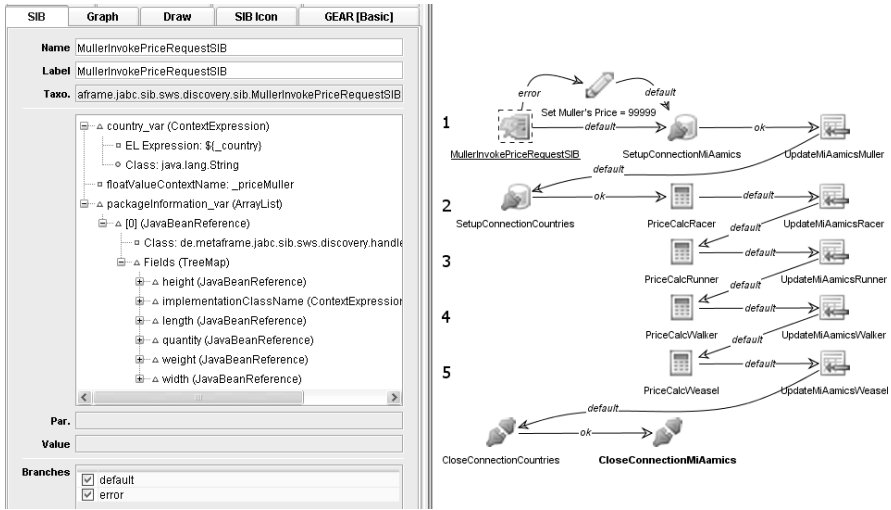 SIB Graph Draw SIB Icon GEAR [Basic]
Name MullerInvokePriceRequestSIB
Label MullerInvokePriceRequestSIB
Taxo. aframe.jabc.sib.sws.discovery.sib.MullerInvokePriceRequestSIB
country_var (ContextExpression)
EL Expression: ${_country}
Class: java.lang.String
floatValueContextName: _priceMuller
packageInformation_var (ArrayList)
[0] (JavaBeanReference)
Class: de.metaframe.jabc.sib.sws.discovery.handle
Fields (TreeMap)
height (JavaBeanReference)
implementationClassName (ContextExpression
length (JavaBeanReference)
quantity (JavaBeanReference)
weight (JavaBeanReference)
width (JavaBeanReference)
Par.
Value
Branches
default
error
error default
Set Muller's Price = 99999
1 default ok
MullerInvokePriceRequestSIB SetupConnectionMiAamics UpdateMiAamicsMuller
default
2 ok default
SetupConnectionCountries PriceCalcRacer UpdateMiAamicsRacer
default
3 default
PriceCalcRunner UpdateMiAamicsRunner
default
4 default
PriceCalcWalker UpdateMiAamicsWalker
default
5 default
PriceCalcWeasel UpdateMiAamicsWeasel
default
ok
CloseConnectionCountries CloseConnectionMiAamics